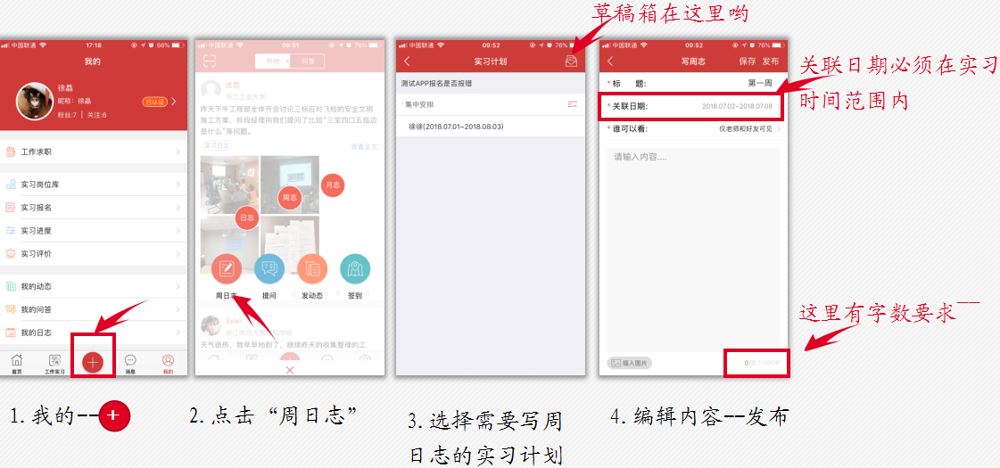 草稿箱在这里哟
中国联通 17:18 66%
我的
徐晶
昵称：徐晶
已认证
粉丝:7 | 关注:6
工作求职
实习岗位库
实习报名
实习进度
实习评价
我的动态
我的问答
我的日志
首页 工作实习 消息 我的
1.我的--+
中国联通 09:51 76%
邦地 问答
沈哲
浙江工业大学
昨天下午工程部全体开会讨论三标应对飞检的安全文明
施工方案，标段经理向我们提问了比如“三宝四口五临边
是什么”等问题。
实习日志 查看全文
月志
周志
日志
周日志 提问 发动态 签到
0 0
Syan
天气很热，我早早地到了，继续昨天的收集整理的工
2.点击“周日志”
中国联通 09:52 76%
实习计划
测试APP报名是否报错
集中安排
徐徐(2018.07.01~2018.08.03)
3.选择需要写周
日志的实习计划
中国联通 09:52 76%
写周志 保存 发布
* 标 题: 第一周
* 关联日期: 2018.07.02~2018.07.08
* 谁可以看: 仅老师和好友可见
请输入内容....
插入图片 0/至少200字
4.编辑内容--发布
关联日期必须在实习
时间范围内
这里有字数要求——